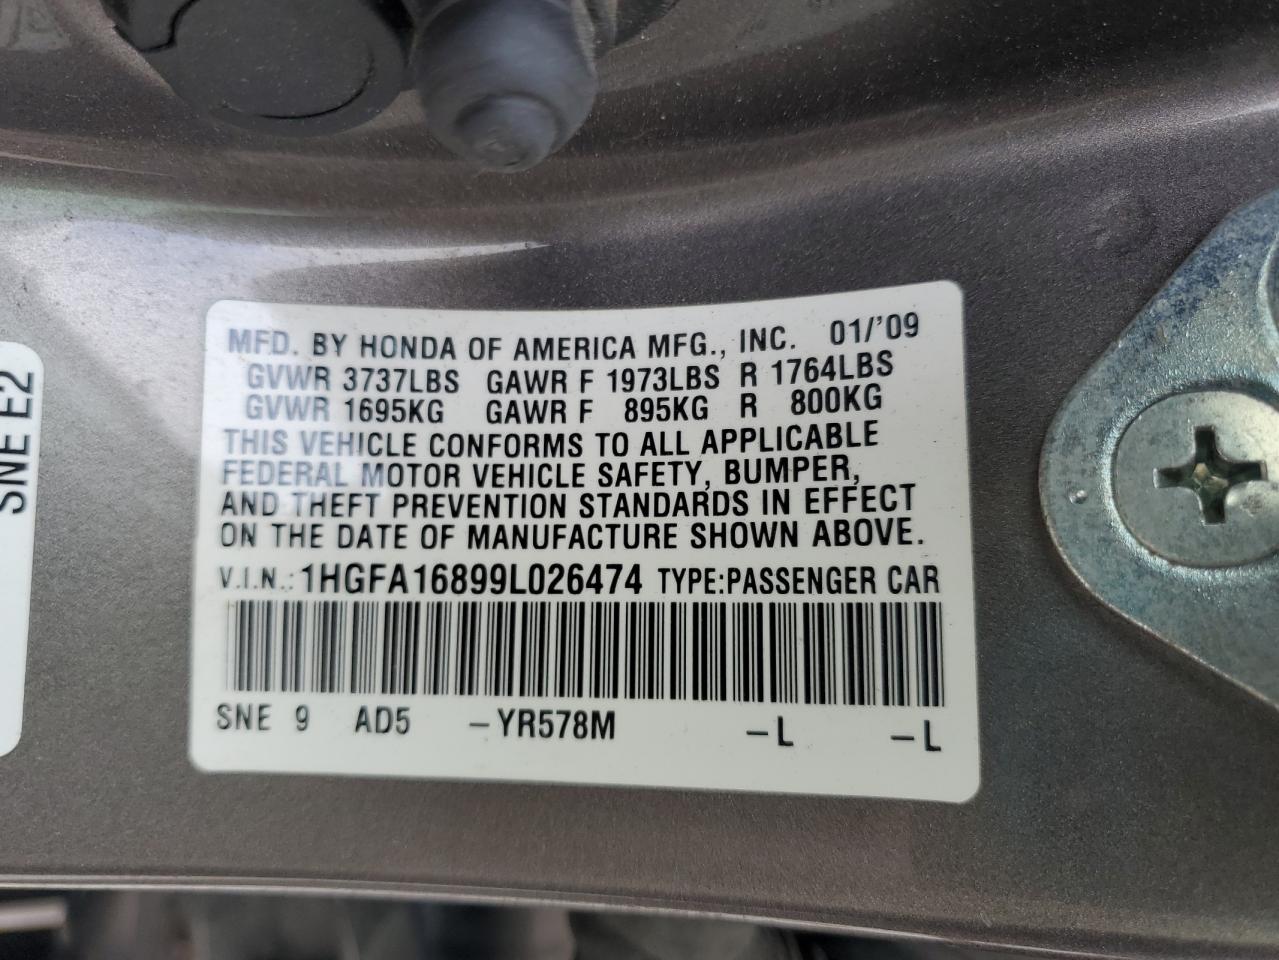 MFD. BY HONDA OF AMERICA MFG., INC. 01/'09
GVWR 3737LBS GAWR F 1973LBS R 1764LBS
GVWR 1695KG GAWR F 895KG R 800KG
THIS VEHICLE CONFORMS TO ALL APPLICABLE
FEDERAL MOTOR VEHICLE SAFETY, BUMPER,
AND THEFT PREVENTION STANDARDS IN EFFECT
ON THE DATE OF MANUFACTURE SHOWN ABOVE.
V.I.N.: 1HGFA16899L026474 TYPE:PASSENGER CAR
SNE 9 AD5 -YR578M -L -L
SNE E2